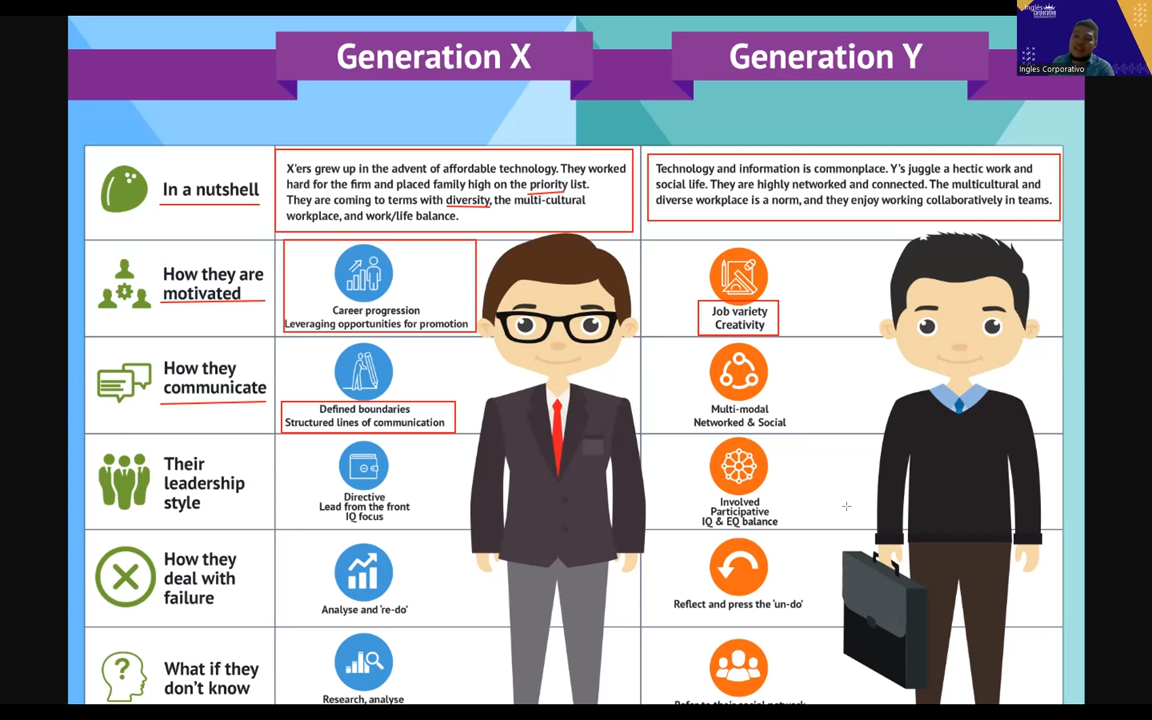 Generation X
Generation Y
Inglés
Corporativo
Ingles Corporativo
In a nutshell
X'ers grew up in the advent of affordable technology. They worked
hard for the firm and placed family high on the priority list.
They are coming to terms with diversity, the multi-cultural
workplace, and work/life balance.
Technology and information is commonplace. Y's juggle a hectic work and
social life. They are highly networked and connected. The multicultural and
diverse workplace is a norm, and they enjoy working collaboratively in teams.
How they are
motivated
Career progression
Leveraging opportunities for promotion
Job variety
Creativity
How they
communicate
Defined boundaries
Structured lines of communication
Multi-modal
Networked & Social
Their
leadership
style
Directive
Lead from the front
IQ focus
Involved
Participative
IQ & EQ balance
How they
deal with
failure
Analyse and 're-do'
Reflect and press the 'un-do'
What if they
don't know
Research, analyse
Refer to their social network